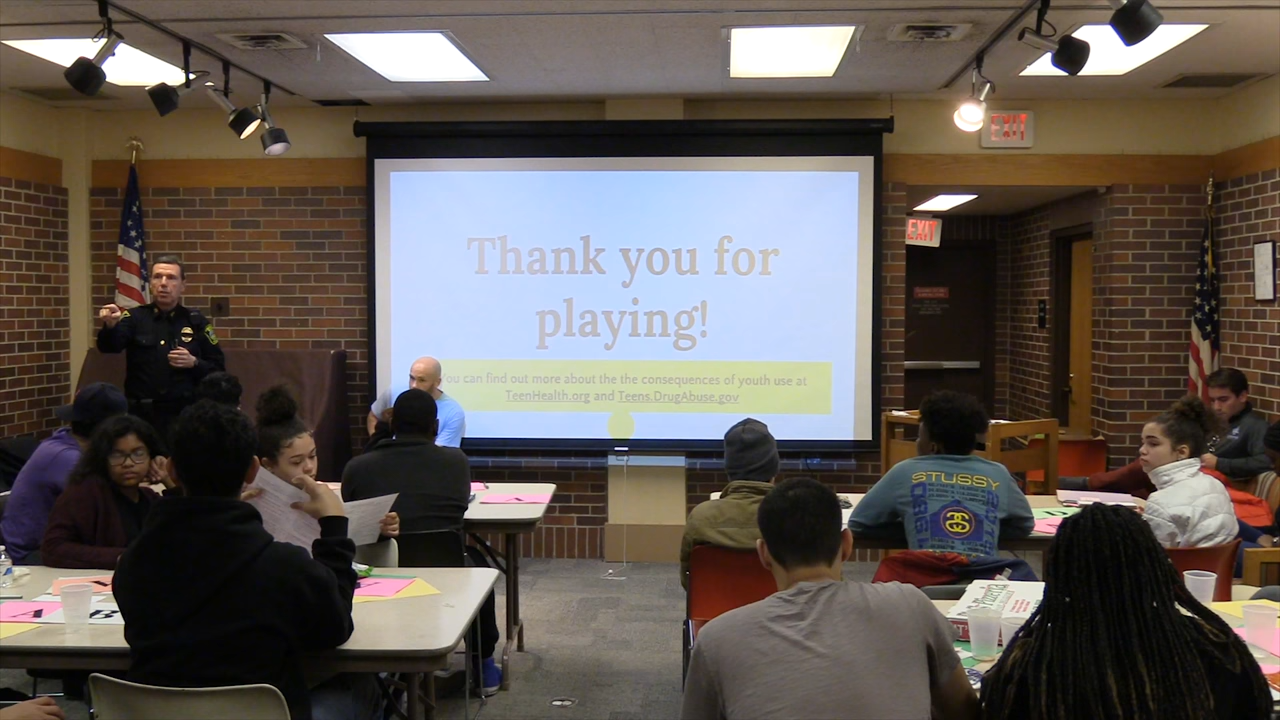 EXIT
EXIT
Thank you for
playing!
ou can find out more about the the consequences of youth use at
TeenHealth.org and Teens.DrugAbuse.gov
STUSSY
A
B
D